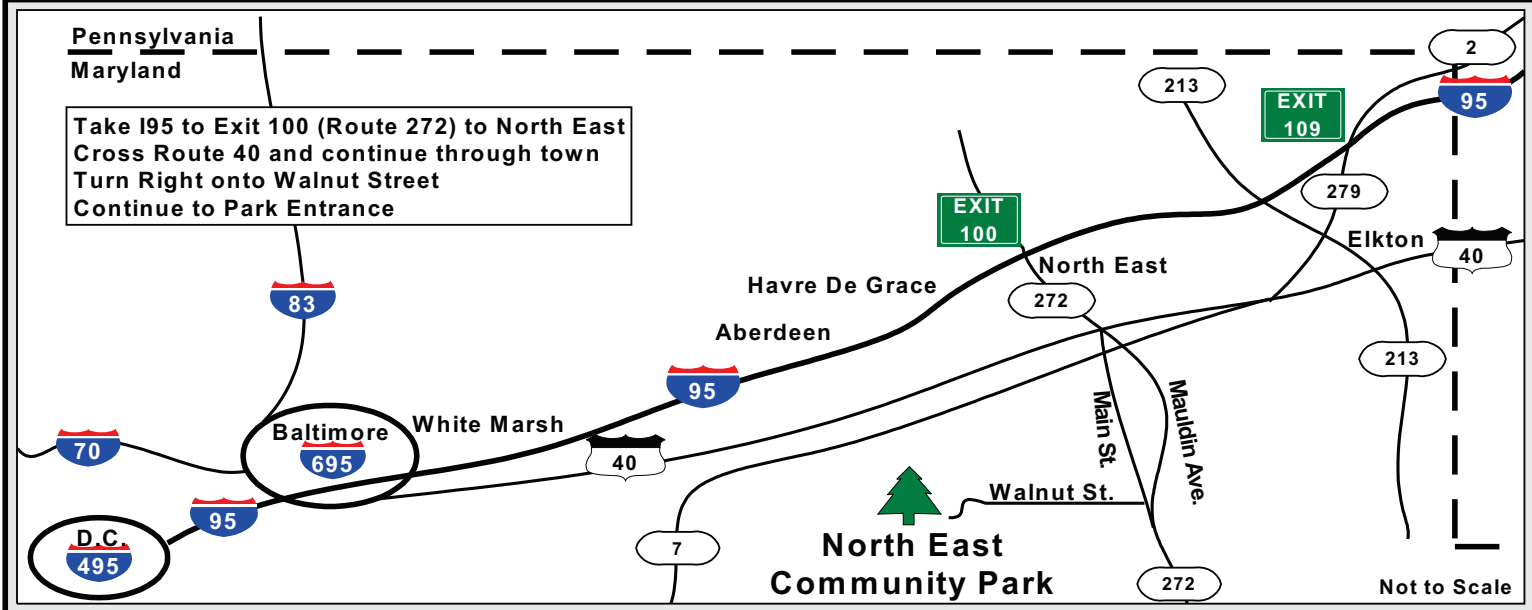 Pennsylvania
Maryland
Take I95 to Exit 100 (Route 272) to North East
Cross Route 40 and continue through town
Turn Right onto Walnut Street
Continue to Park Entrance
2
95
213
EXIT
109
279
EXIT
100
Elkton
40
North East
272
Havre De Grace
83
Aberdeen
213
95
Main St.
Mauldin Ave.
White Marsh
Baltimore
695
70
40
Walnut St.
95
D.C.
495
7
North East
Community Park
272
Not to Scale